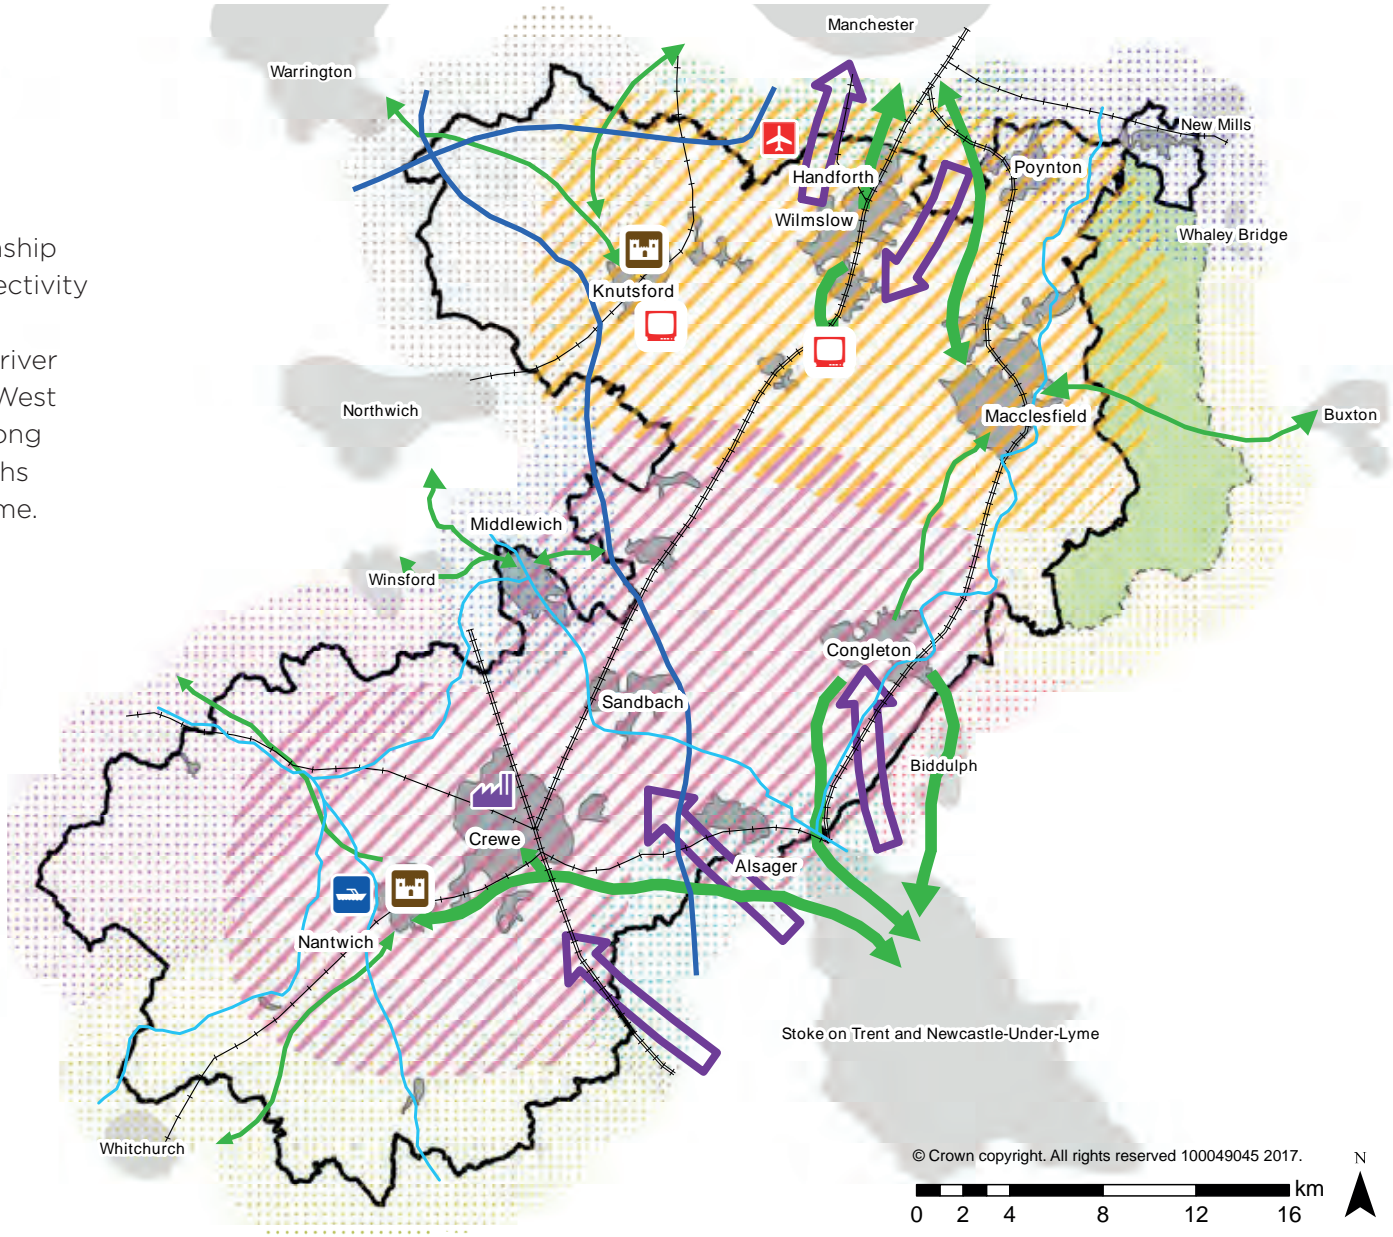 Manchester
Warrington
New Mills
Poynton
Handforth
Wilmslow
Whaley Bridge
nship
ectivity
Knutsford
river
West
ong
hs
me.
Northwich
Macclesfield
Buxton
Middlewich
Winsford
Congleton
Sandbach
Biddulph
Crewe
Alsager
Nantwich
Stoke on Trent and Newcastle-Under-Lyme
Whitchurch
© Crown copyright. All rights reserved 100049045 2017.
N
km
0 2 4 8 12 16